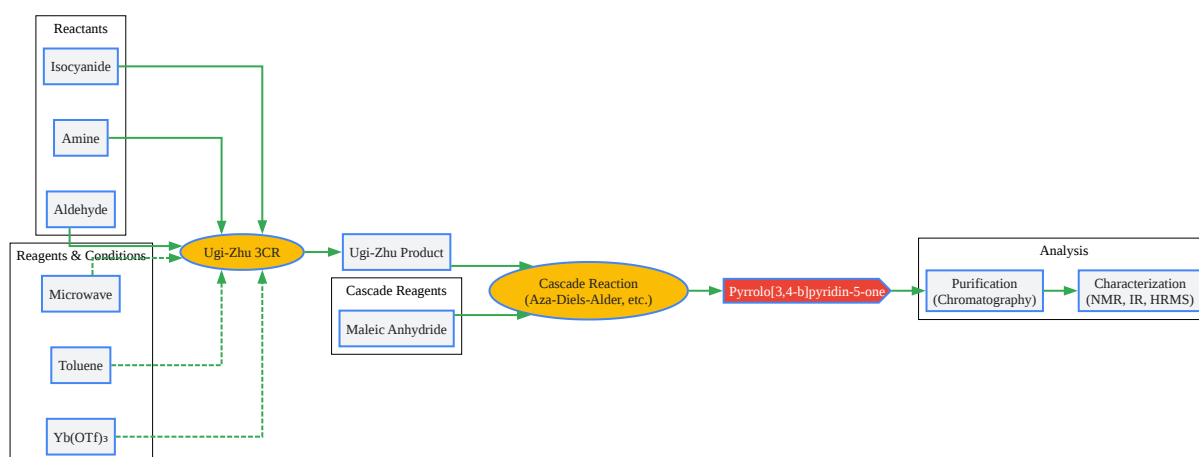 Reactants
Isocyanide
Amine
Aldehyde
Reagents & Conditions
Microwave
Toluene
Yb(OTf)₃
Ugi-Zhu 3CR
Ugi-Zhu Product
Cascade Reagents
Maleic Anhydride
Cascade Reaction
(Aza-Diels-Alder, etc.)
Pyrrolo[3,4-b]pyridin-5-one
Analysis
Purification
(Chromatography)
Characterization
(NMR, IR, HRMS)